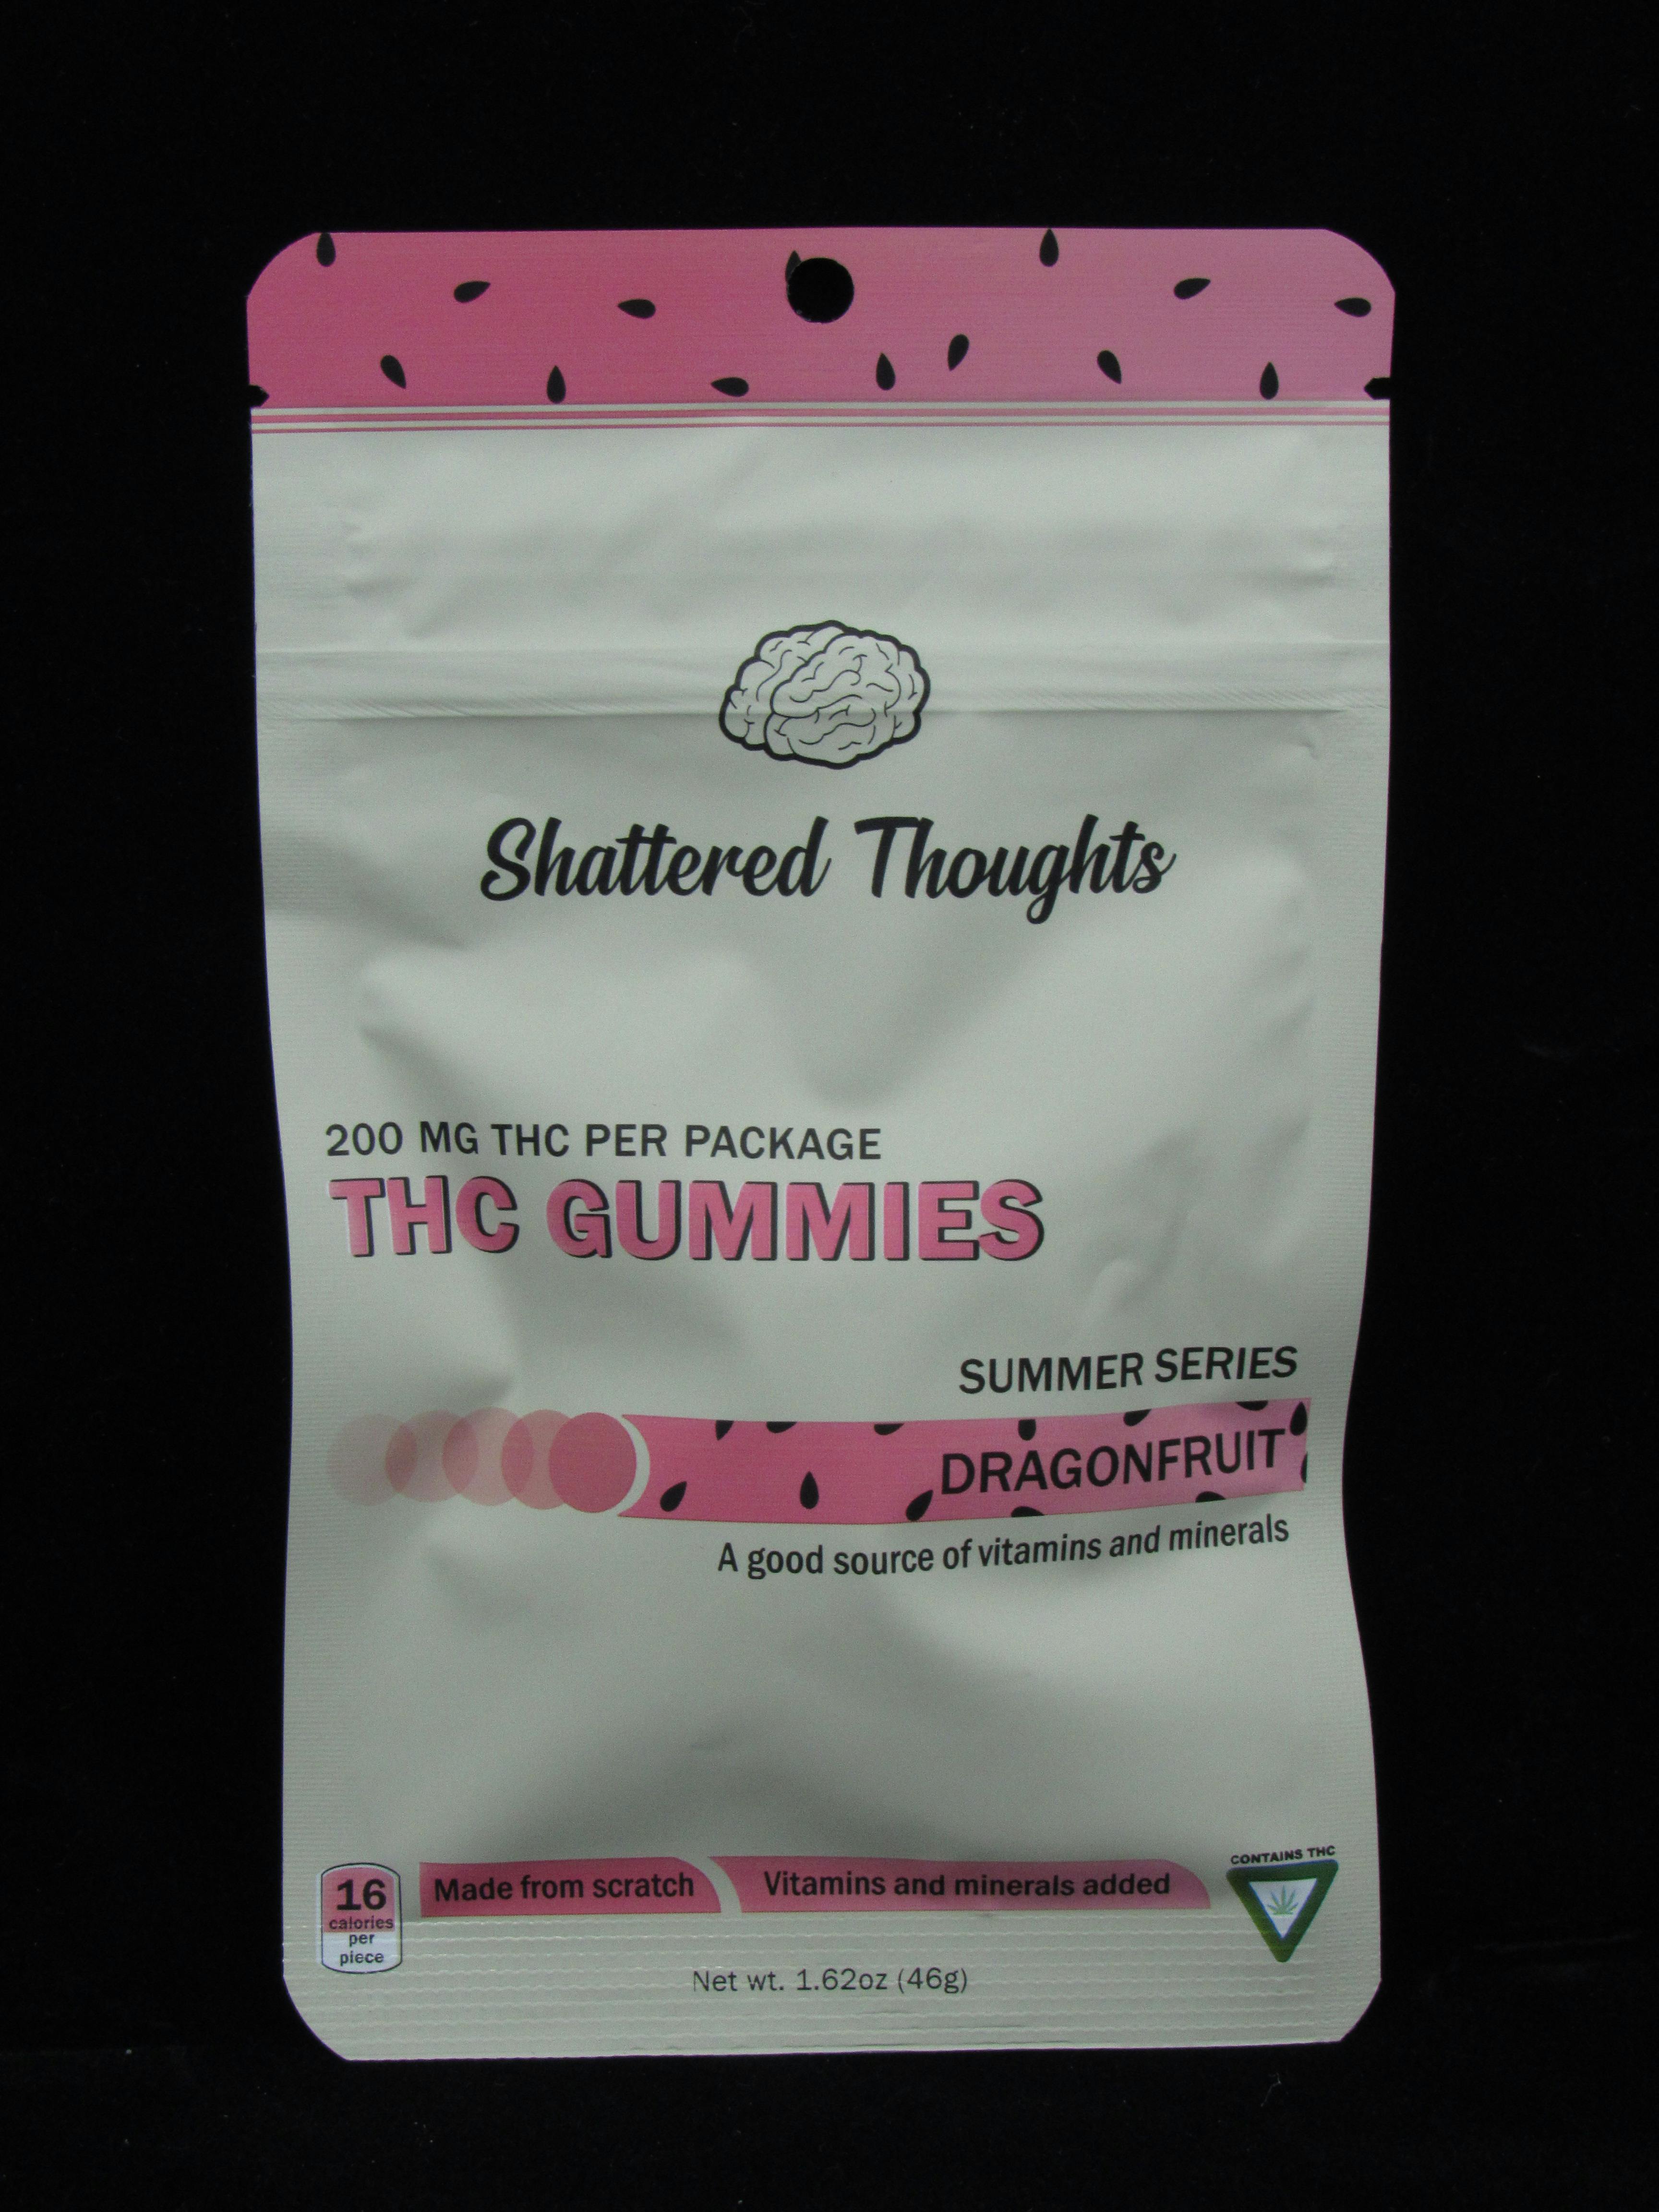 Shattered Thoughts
200 MG THC PER PACKAGE
THC GUMMIES
SUMMER SERIES
DRAGONFRUIT
A good source of vitamins and minerals
16
calories
per
piece
Made from scratch
Vitamins and minerals added
CONTAINS THC
Net wt. 1.62oz (46g)